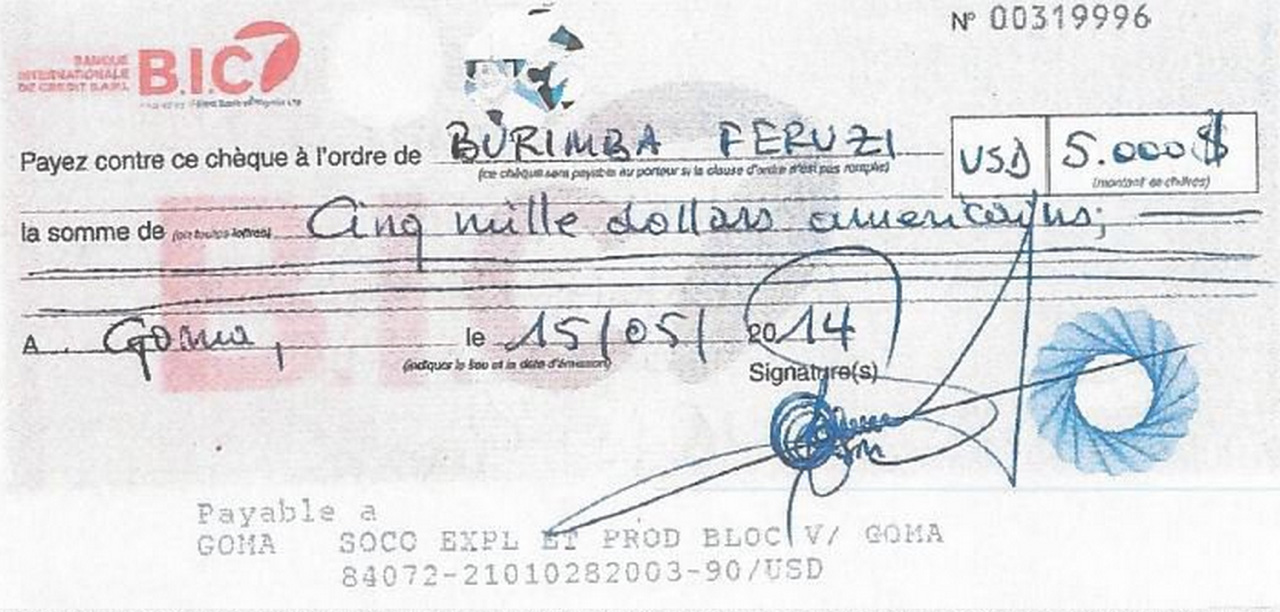 Nº 00319996
BANQUE
INTERNATIONALE
DE CREDIT S.A.R.L
B.I.C
Payez contre ce chèque à l'ordre de BURIMBA FERUZI
USD 5.000$
(ce chèque sera payable au porteur si la clause d'ordre n'est pas remplie)
(montant en chiffres)
la somme de (en toutes lettres) Cinq mille dollars americains;
A. Goma, le 15/05/ 2014
(indiquer le lieu et la date d'émission)
Signature(s)
Payable a
GOMA SOCO EXPL ET PROD BLOC V/ GOMA
84072-21010282003-90/USD